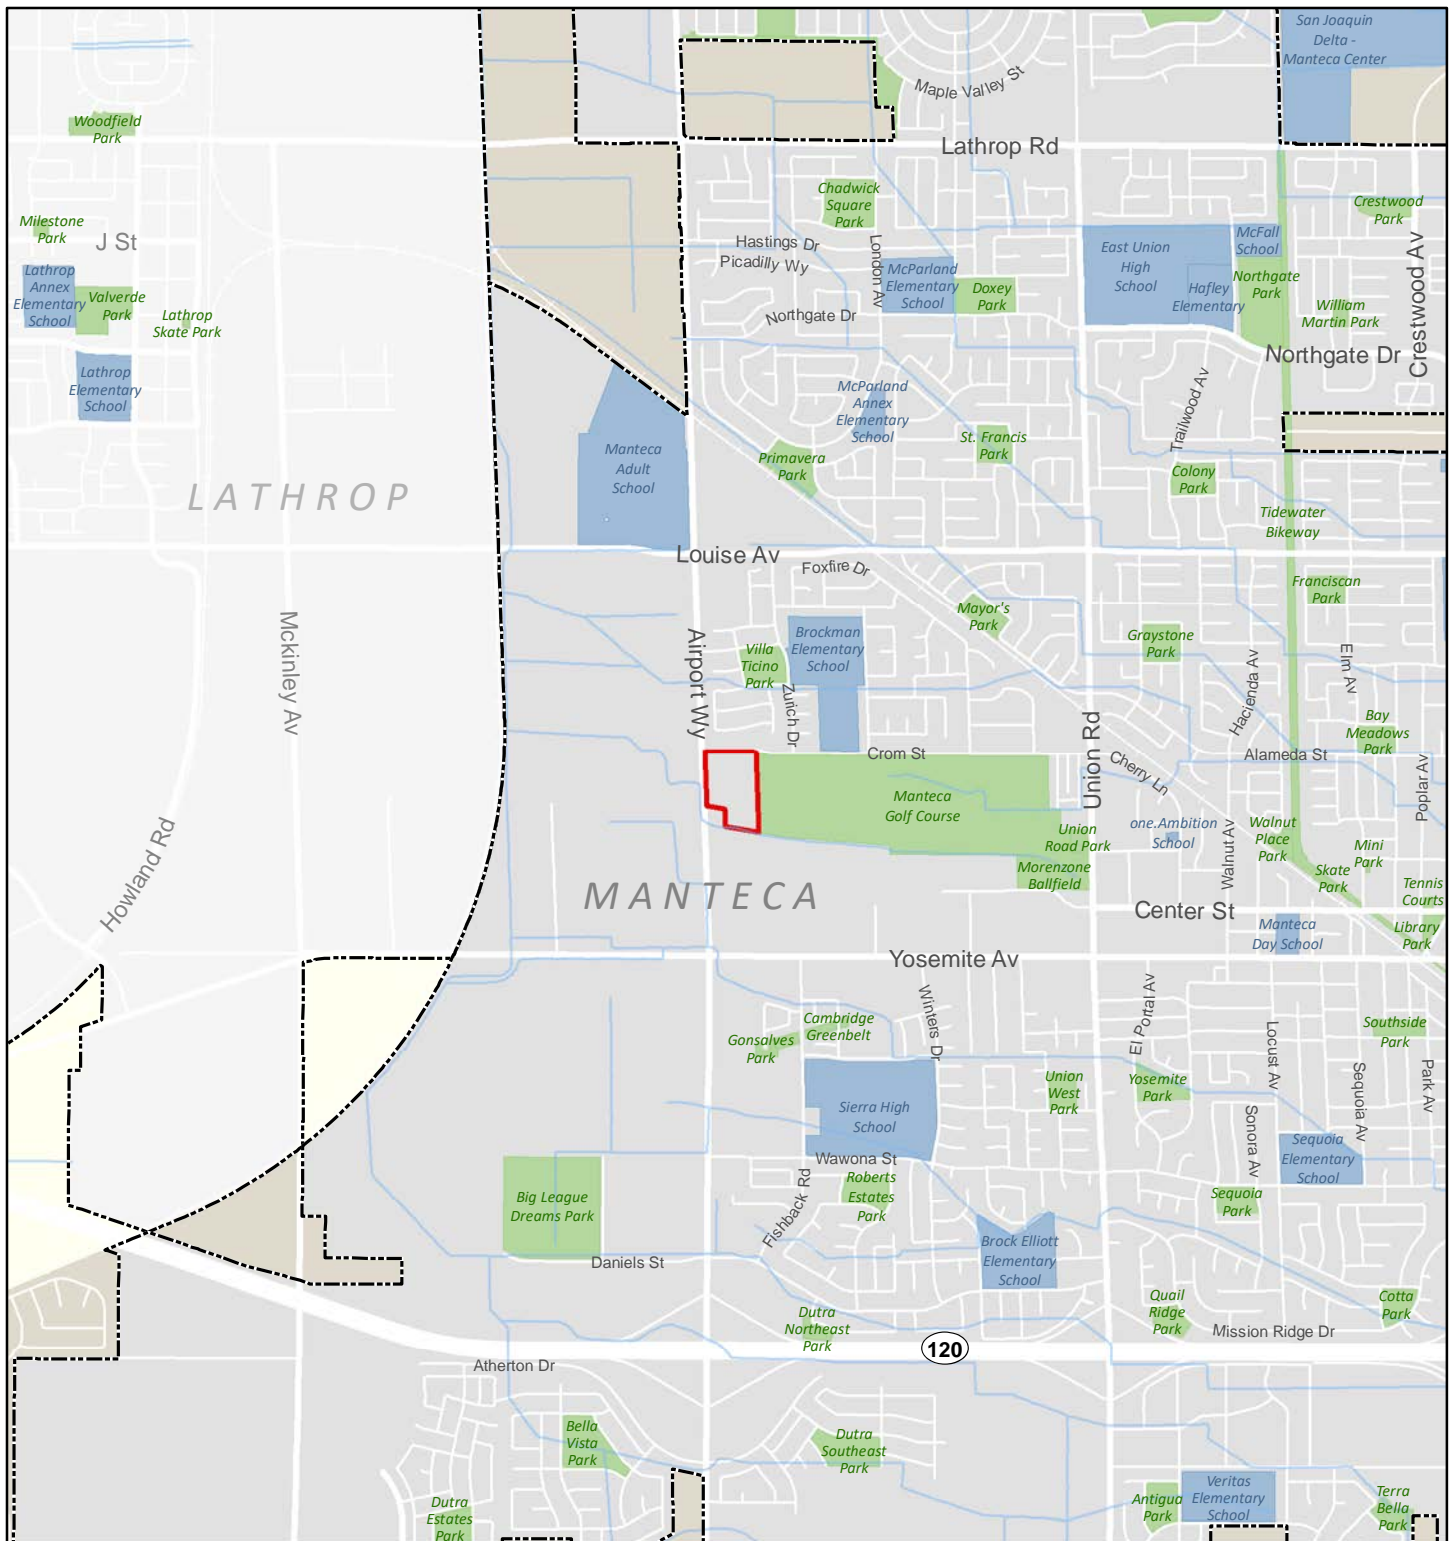 San Joaquin
Delta -
Manteca Center
Maple Valley St
Woodfield
Park
Lathrop Rd
Chadwick
Square
Park
Crestwood
Park
Milestone
Park
J St
Hastings Dr
Picadilly Wy
London Av
McFall
School
East Union
High
School
Crestwood Av
Lathrop
Annex
Elementary
School
Valverde
Park
Lathrop
Skate Park
McParland
Elementary
School
Doxey
Park
Hafley
Elementary
Northgate
Park
William
Martin Park
Northgate Dr
Northgate Dr
Lathrop
Elementary
School
McParland
Annex
Elementary
School
Trailwood Av
Manteca
Adult
School
Primavera
Park
St. Francis
Park
Colony
Park
LATHROP
Tidewater
Bikeway
Louise Av
Foxfire Dr
Franciscan
Park
Mckinley Av
Airport Wy
Mayor's
Park
Brockman
Elementary
School
Villa
Ticino
Park
Graystone
Park
Elm Av
Hacienda Av
Zurich Dr
Union Rd
Bay
Meadows
Park
Crom St
Cherry Ln
Alameda St
Poplar Av
Manteca
Golf Course
Howland Rd
Union
Road Park
one.Ambition
School
Walnut Av
Walnut
Place
Park
Mini
Park
Morenzone
Ballfield
Skate
Park
Tennis
Courts
MANTECA
Center St
Manteca
Day School
Library
Park
Yosemite Av
Winters Dr
El Portal Av
Cambridge
Greenbelt
Gonsalves
Park
Locust Av
Southside
Park
Sequoia Av
Park Av
Union
West
Park
Yosemite
Park
Sierra High
School
Sonora Av
Sequoia
Elementary
School
Wawona St
Fishback Rd
Roberts
Estates
Park
Big League
Dreams Park
Sequoia
Park
Brock Elliott
Elementary
School
Daniels St
Quail
Ridge
Park
Cotta
Park
Dutra
Northeast
Park
Mission Ridge Dr
120
Atherton Dr
Bella
Vista
Park
Dutra
Southeast
Park
Dutra
Estates
Park
Antigua
Park
Veritas
Elementary
School
Terra
Bella
Park